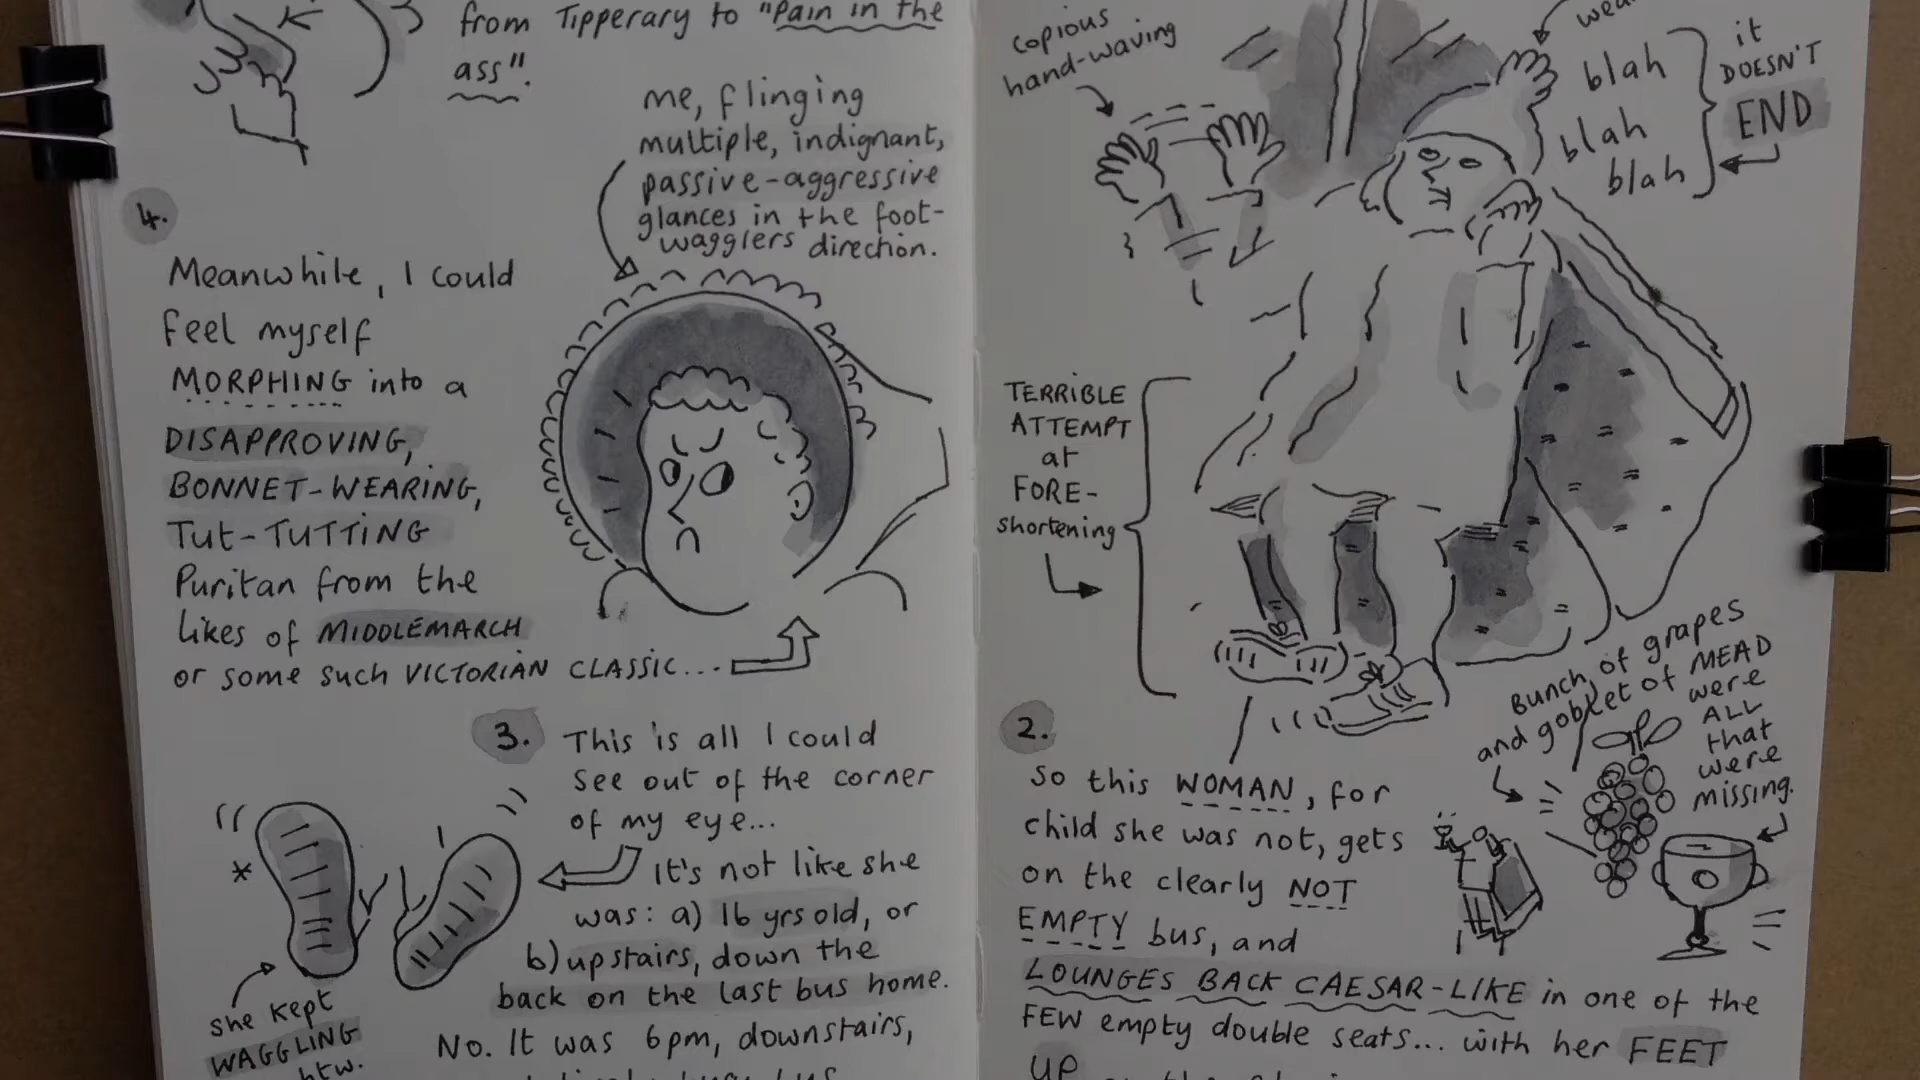 from Tipperary to "Pain in the
ass".
me, flinging
multiple, indignant,
passive-aggressive
glances in the foot-
wagglers direction.
4.
Meanwhile, I could
feel myself
MORPHING into a
DISAPPROVING,
BONNET-WEARING,
TUT-TUTTING
Puritan from the
likes of MIDDLEMARCH
or some such VICTORIAN CLASSIC...
3. This is all I could
see out of the corner
of my eye...
It's not like she
was: a) 16 yrs old, or
b) upstairs, down the
back on the last bus home.
No. It was 6pm, downstairs,
she kept
WAGGLING
btw.
copious
hand-waving
blah
blah
blah
it
DOESN'T
END
TERRIBLE
ATTEMPT
at
FORE-
shortening
2.
So this WOMAN, for
child she was not, gets
on the clearly NOT
EMPTY bus, and
LOUNGES BACK CAESAR-LIKE in one of the
FEW empty double seats... with her FEET
UP
Bunch of grapes
and goblet of MEAD
were
ALL
that
were
missing.